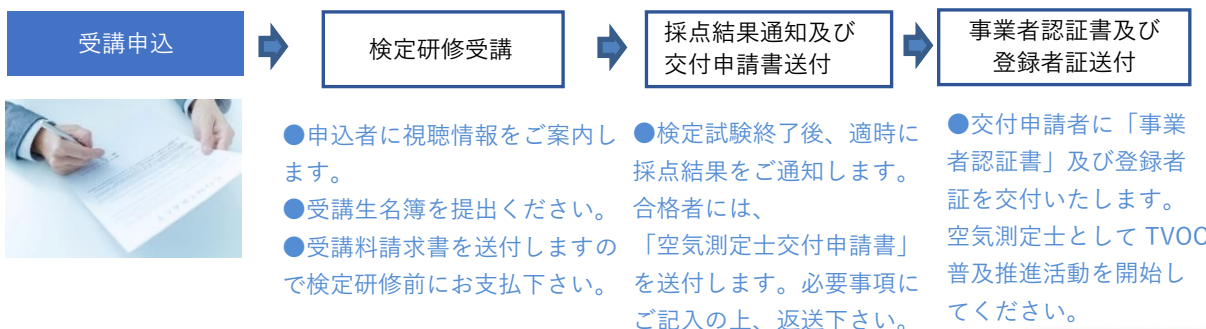 受講申込
検定研修受講
採点結果通知及び
交付申請書送付
事業者認証書及び
登録者証送付
●申込者に視聴情報をご案内し
ます。
●受講生名簿を提出ください。
●受講料請求書を送付しますの
で検定研修前にお支払下さい。
●検定試験終了後、適時に
採点結果をご通知します。
合格者には、
「空気測定士交付申請書」
を送付します。必要事項に
ご記入の上、返送下さい。
●交付申請者に「事業
者認証書」及び登録者
証を交付いたします。
空気測定士として TVOC
普及推進活動を開始し
てください。